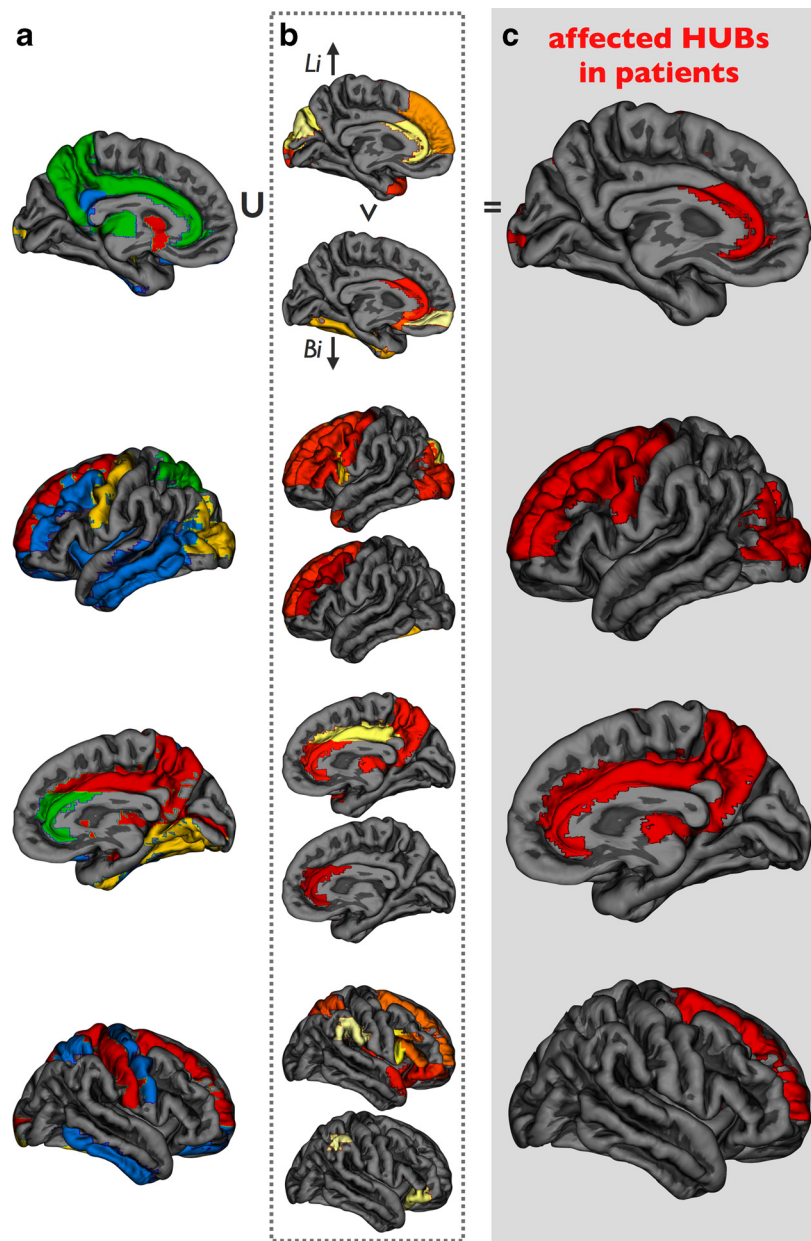 a
b
c
affected HUBs
in patients
Li ↑
U
v
=
Bi ↓